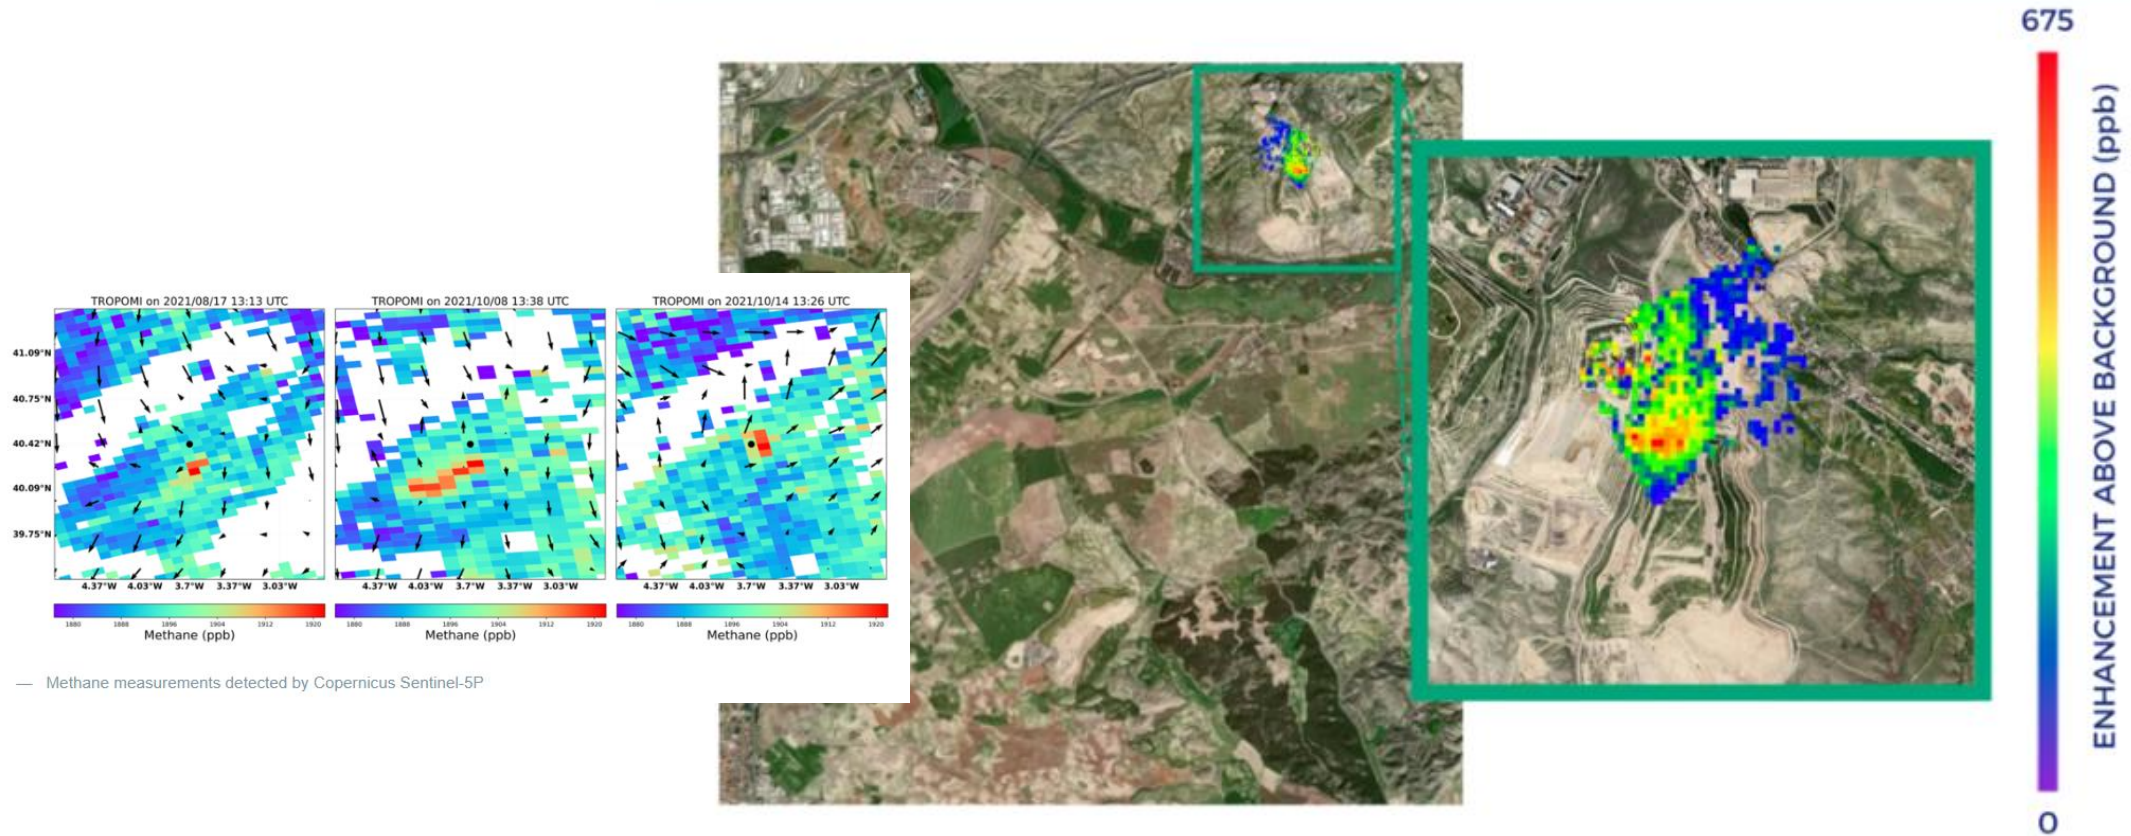 675
TROPOMI on 2021/08/17 13:13 UTC
TROPOMI on 2021/10/08 13:38 UTC
TROPOMI on 2021/10/14 13:26 UTC
41.09°N
40.75°N
40.42°N
40.09°N
39.75°N
4.37°W 4.03°W 3.7°W 3.37°W 3.03°W
4.37°W 4.03°W 3.7°W 3.37°W 3.03°W
4.37°W 4.03°W 3.7°W 3.37°W 3.03°W
1880 1888 1896 1904 1912 1920
1880 1888 1896 1904 1912 1920
1880 1888 1896 1904 1912 1920
Methane (ppb)
Methane (ppb)
Methane (ppb)
— Methane measurements detected by Copernicus Sentinel-5P
ENHANCEMENT ABOVE BACKGROUND (ppb)
0